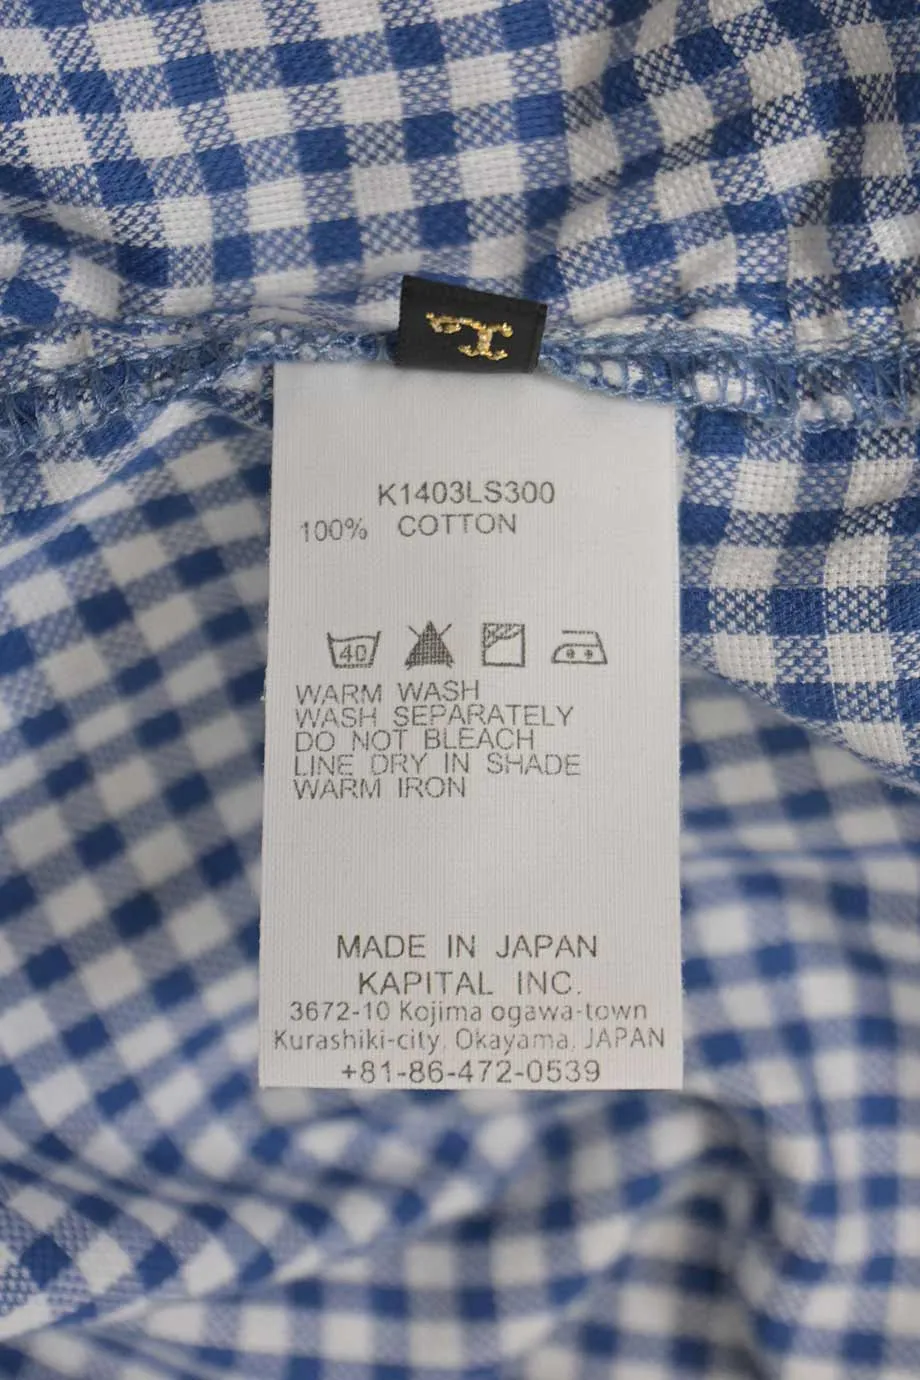 K1403LS300
100% COTTON
40
WARM WASH
WASH SEPARATELY
DO NOT BLEACH
LINE DRY IN SHADE
WARM IRON
MADE IN JAPAN
KAPITAL INC.
3672-10 Kojima ogawa-town
Kurashiki-city, Okayama, JAPAN
+81-86-472-0539